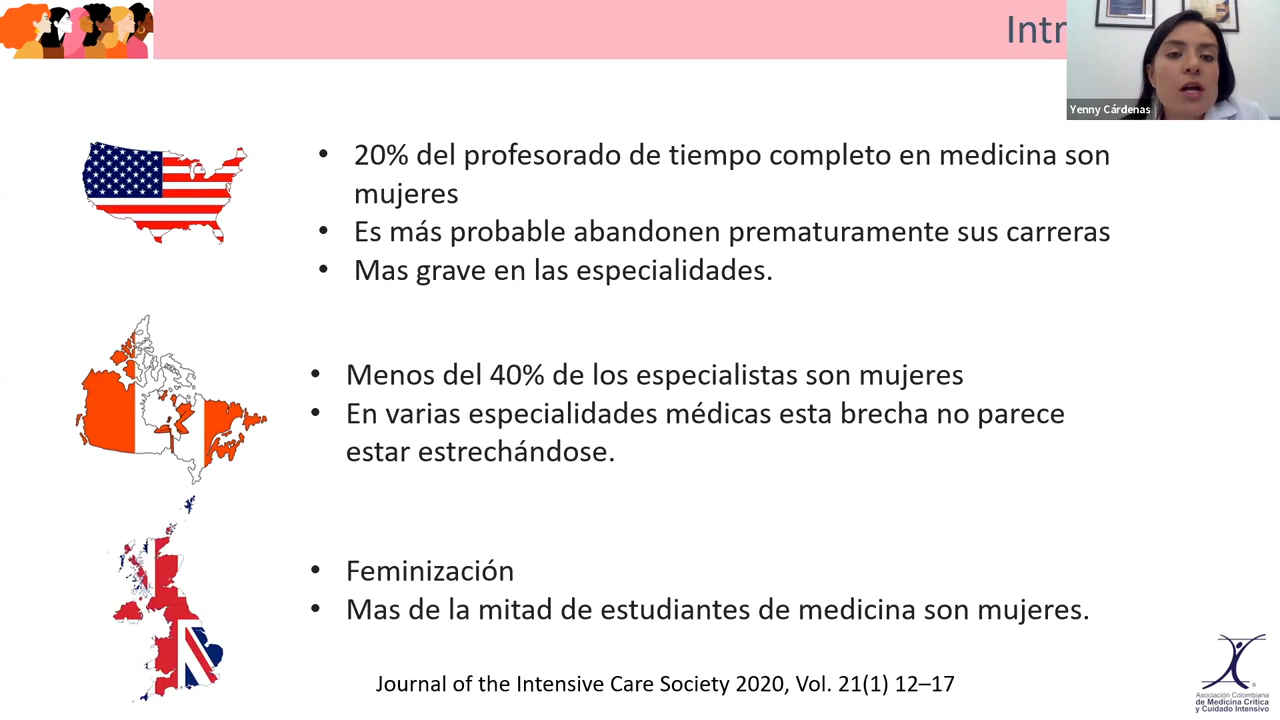 Intr
Yenny Cárdenas
• 20% del profesorado de tiempo completo en medicina son
mujeres
• Es más probable abandonen prematuramente sus carreras
• Mas grave en las especialidades.
• Menos del 40% de los especialistas son mujeres
• En varias especialidades médicas esta brecha no parece
estar estrechándose.
• Feminización
• Mas de la mitad de estudiantes de medicina son mujeres.
Journal of the Intensive Care Society 2020, Vol. 21(1) 12–17
Asociación Colombiana
de Medicina Crítica
y Cuidado Intensivo